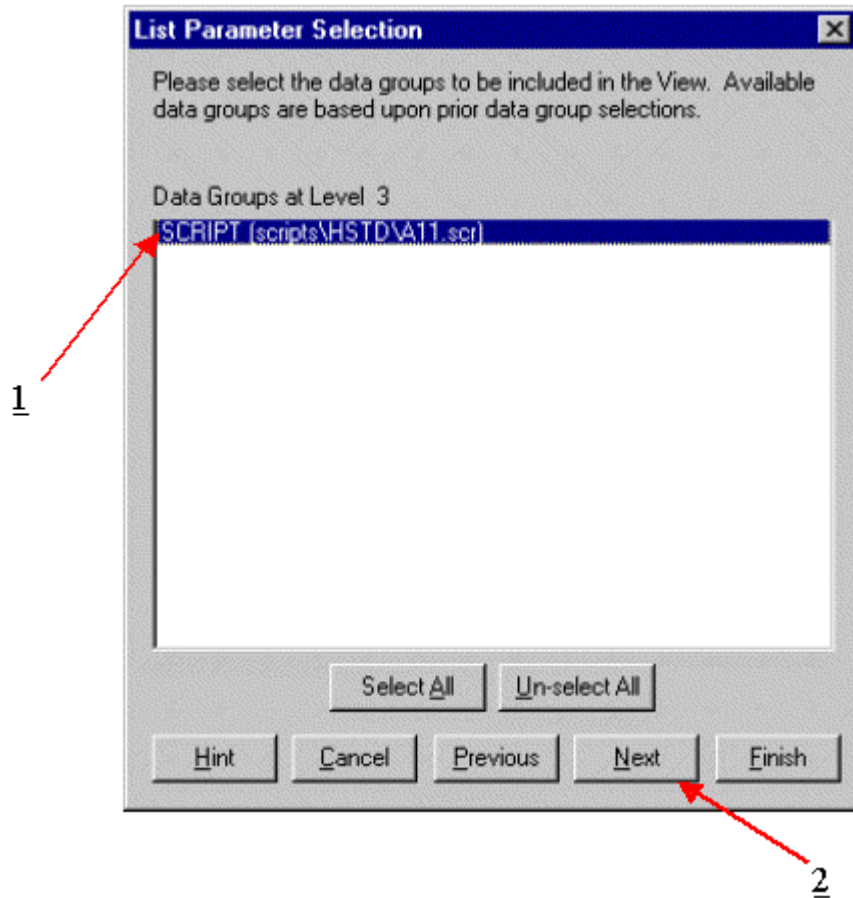 List Parameter Selection
Please select the data groups to be included in the View. Available
data groups are based upon prior data group selections.
Data Groups at Level 3
SCRIPT (scripts\HSTD\A11.scr)
1
Select All Un-select All
Hint Cancel Previous Next Finish
2